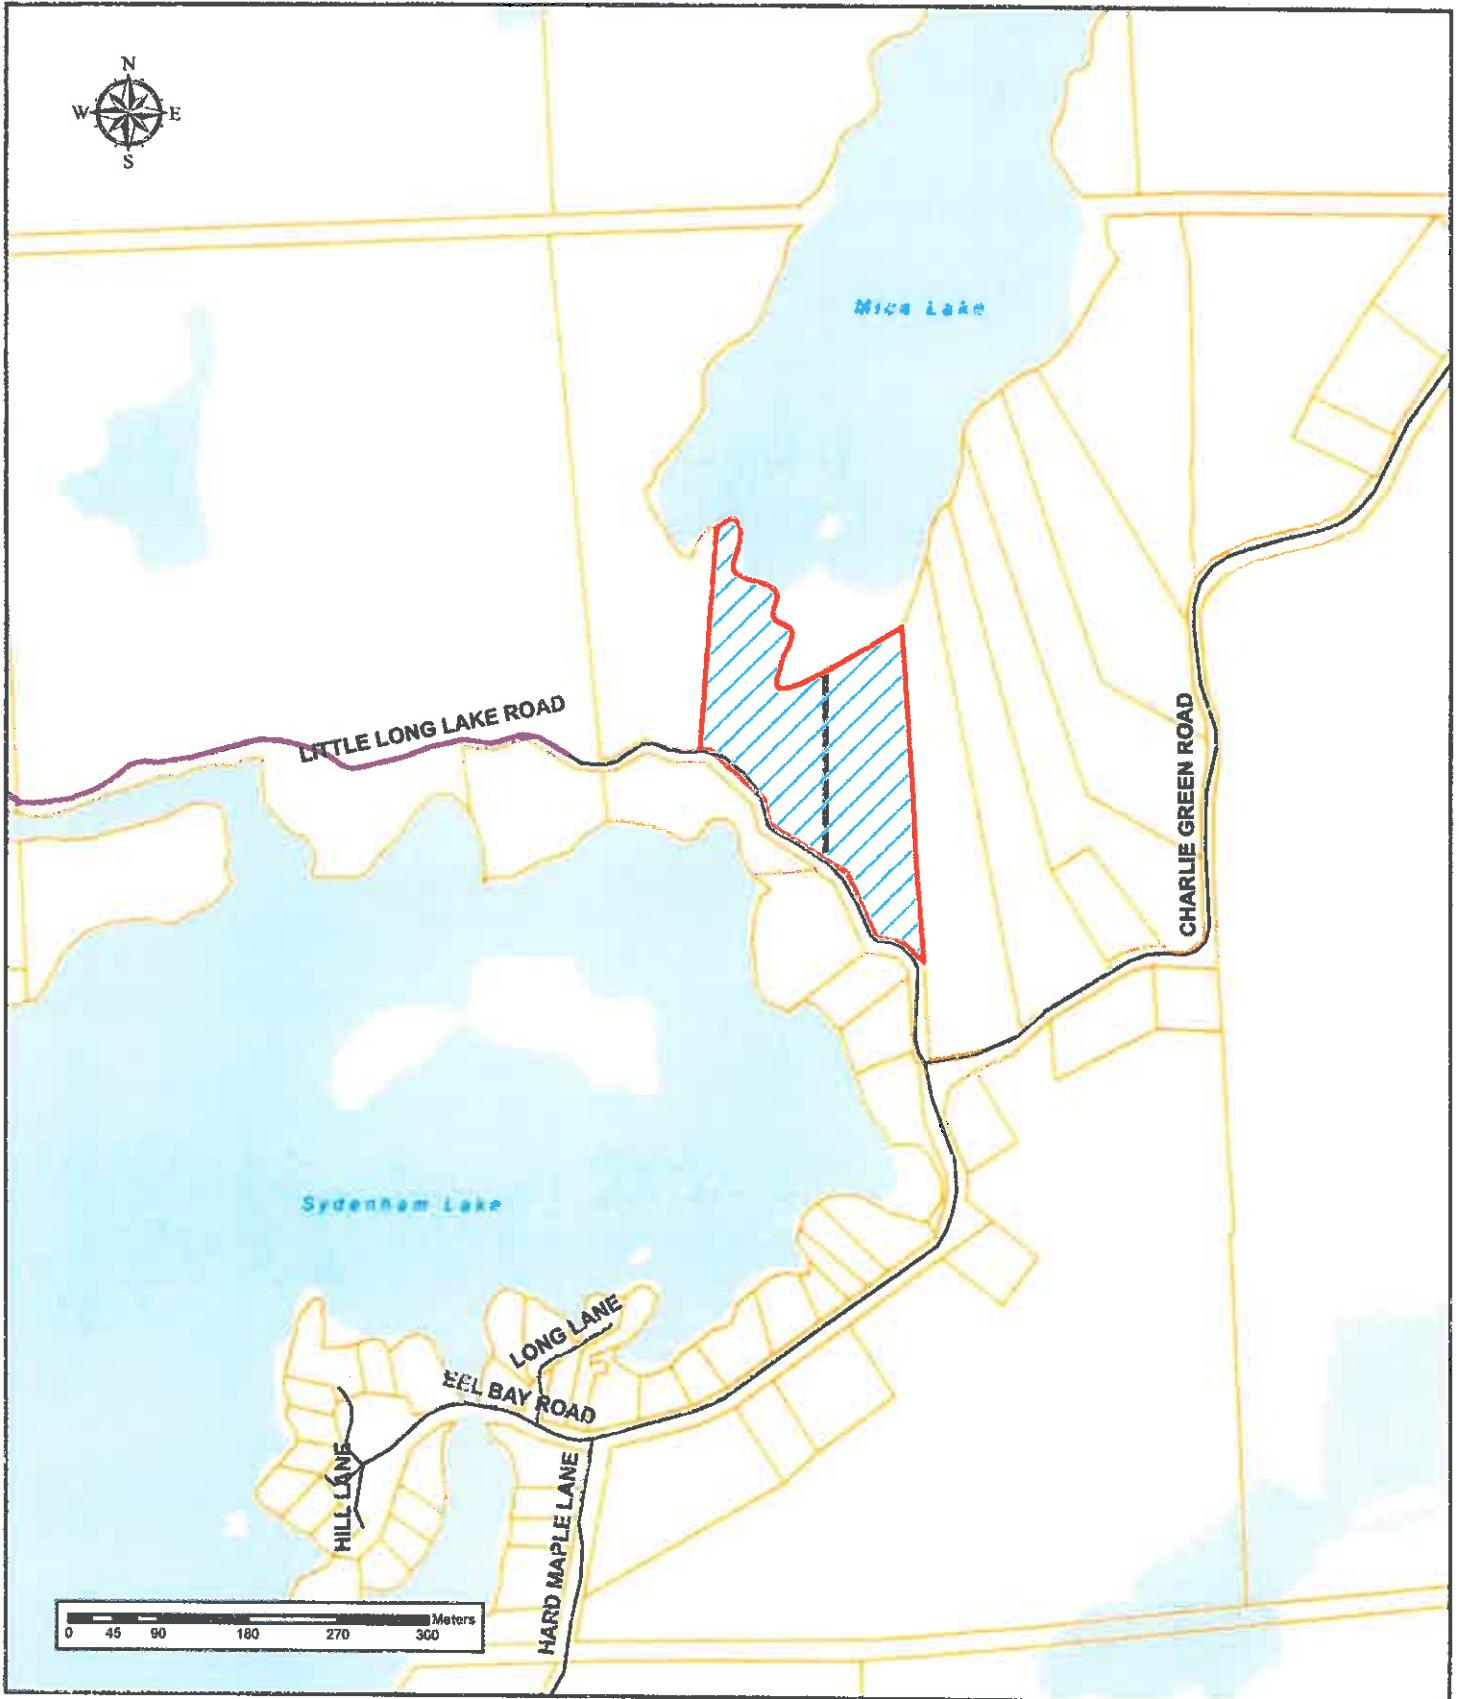 N
W E
S
Mica Lake
LITTLE LONG LAKE ROAD
CHARLIE GREEN ROAD
Sydenham Lake
LONG LANE
EEL BAY ROAD
HILL LANE
HARD MAPLE LANE
Meters
0 45 90 180 270 360